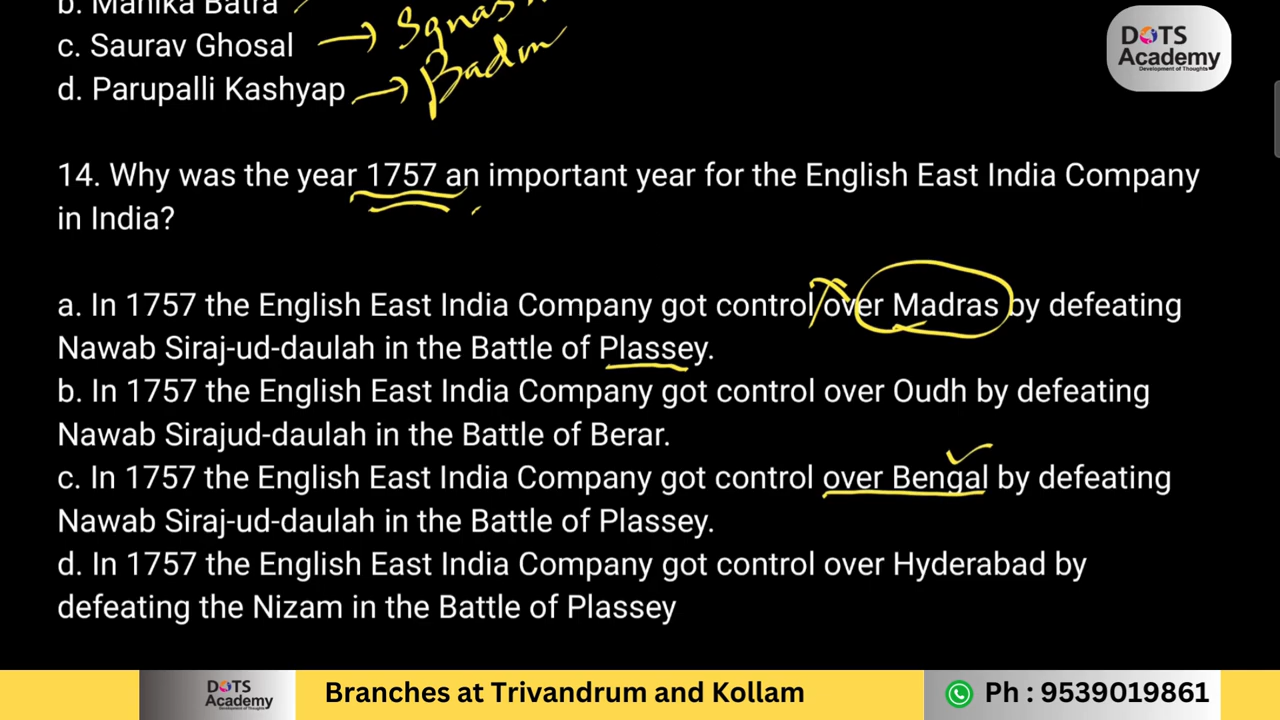 b. Manika Batra
c. Saurav Ghosal
d. Parupalli Kashyap
DOTS
Academy
Development of Thoughts
14. Why was the year 1757 an important year for the English East India Company
in India?
a. In 1757 the English East India Company got control over Madras by defeating
Nawab Siraj-ud-daulah in the Battle of Plassey.
b. In 1757 the English East India Company got control over Oudh by defeating
Nawab Sirajud-daulah in the Battle of Berar.
c. In 1757 the English East India Company got control over Bengal by defeating
Nawab Siraj-ud-daulah in the Battle of Plassey.
d. In 1757 the English East India Company got control over Hyderabad by
defeating the Nizam in the Battle of Plassey
DOTS
Academy
Development of Thoughts
Branches at Trivandrum and Kollam
Ph : 9539019861